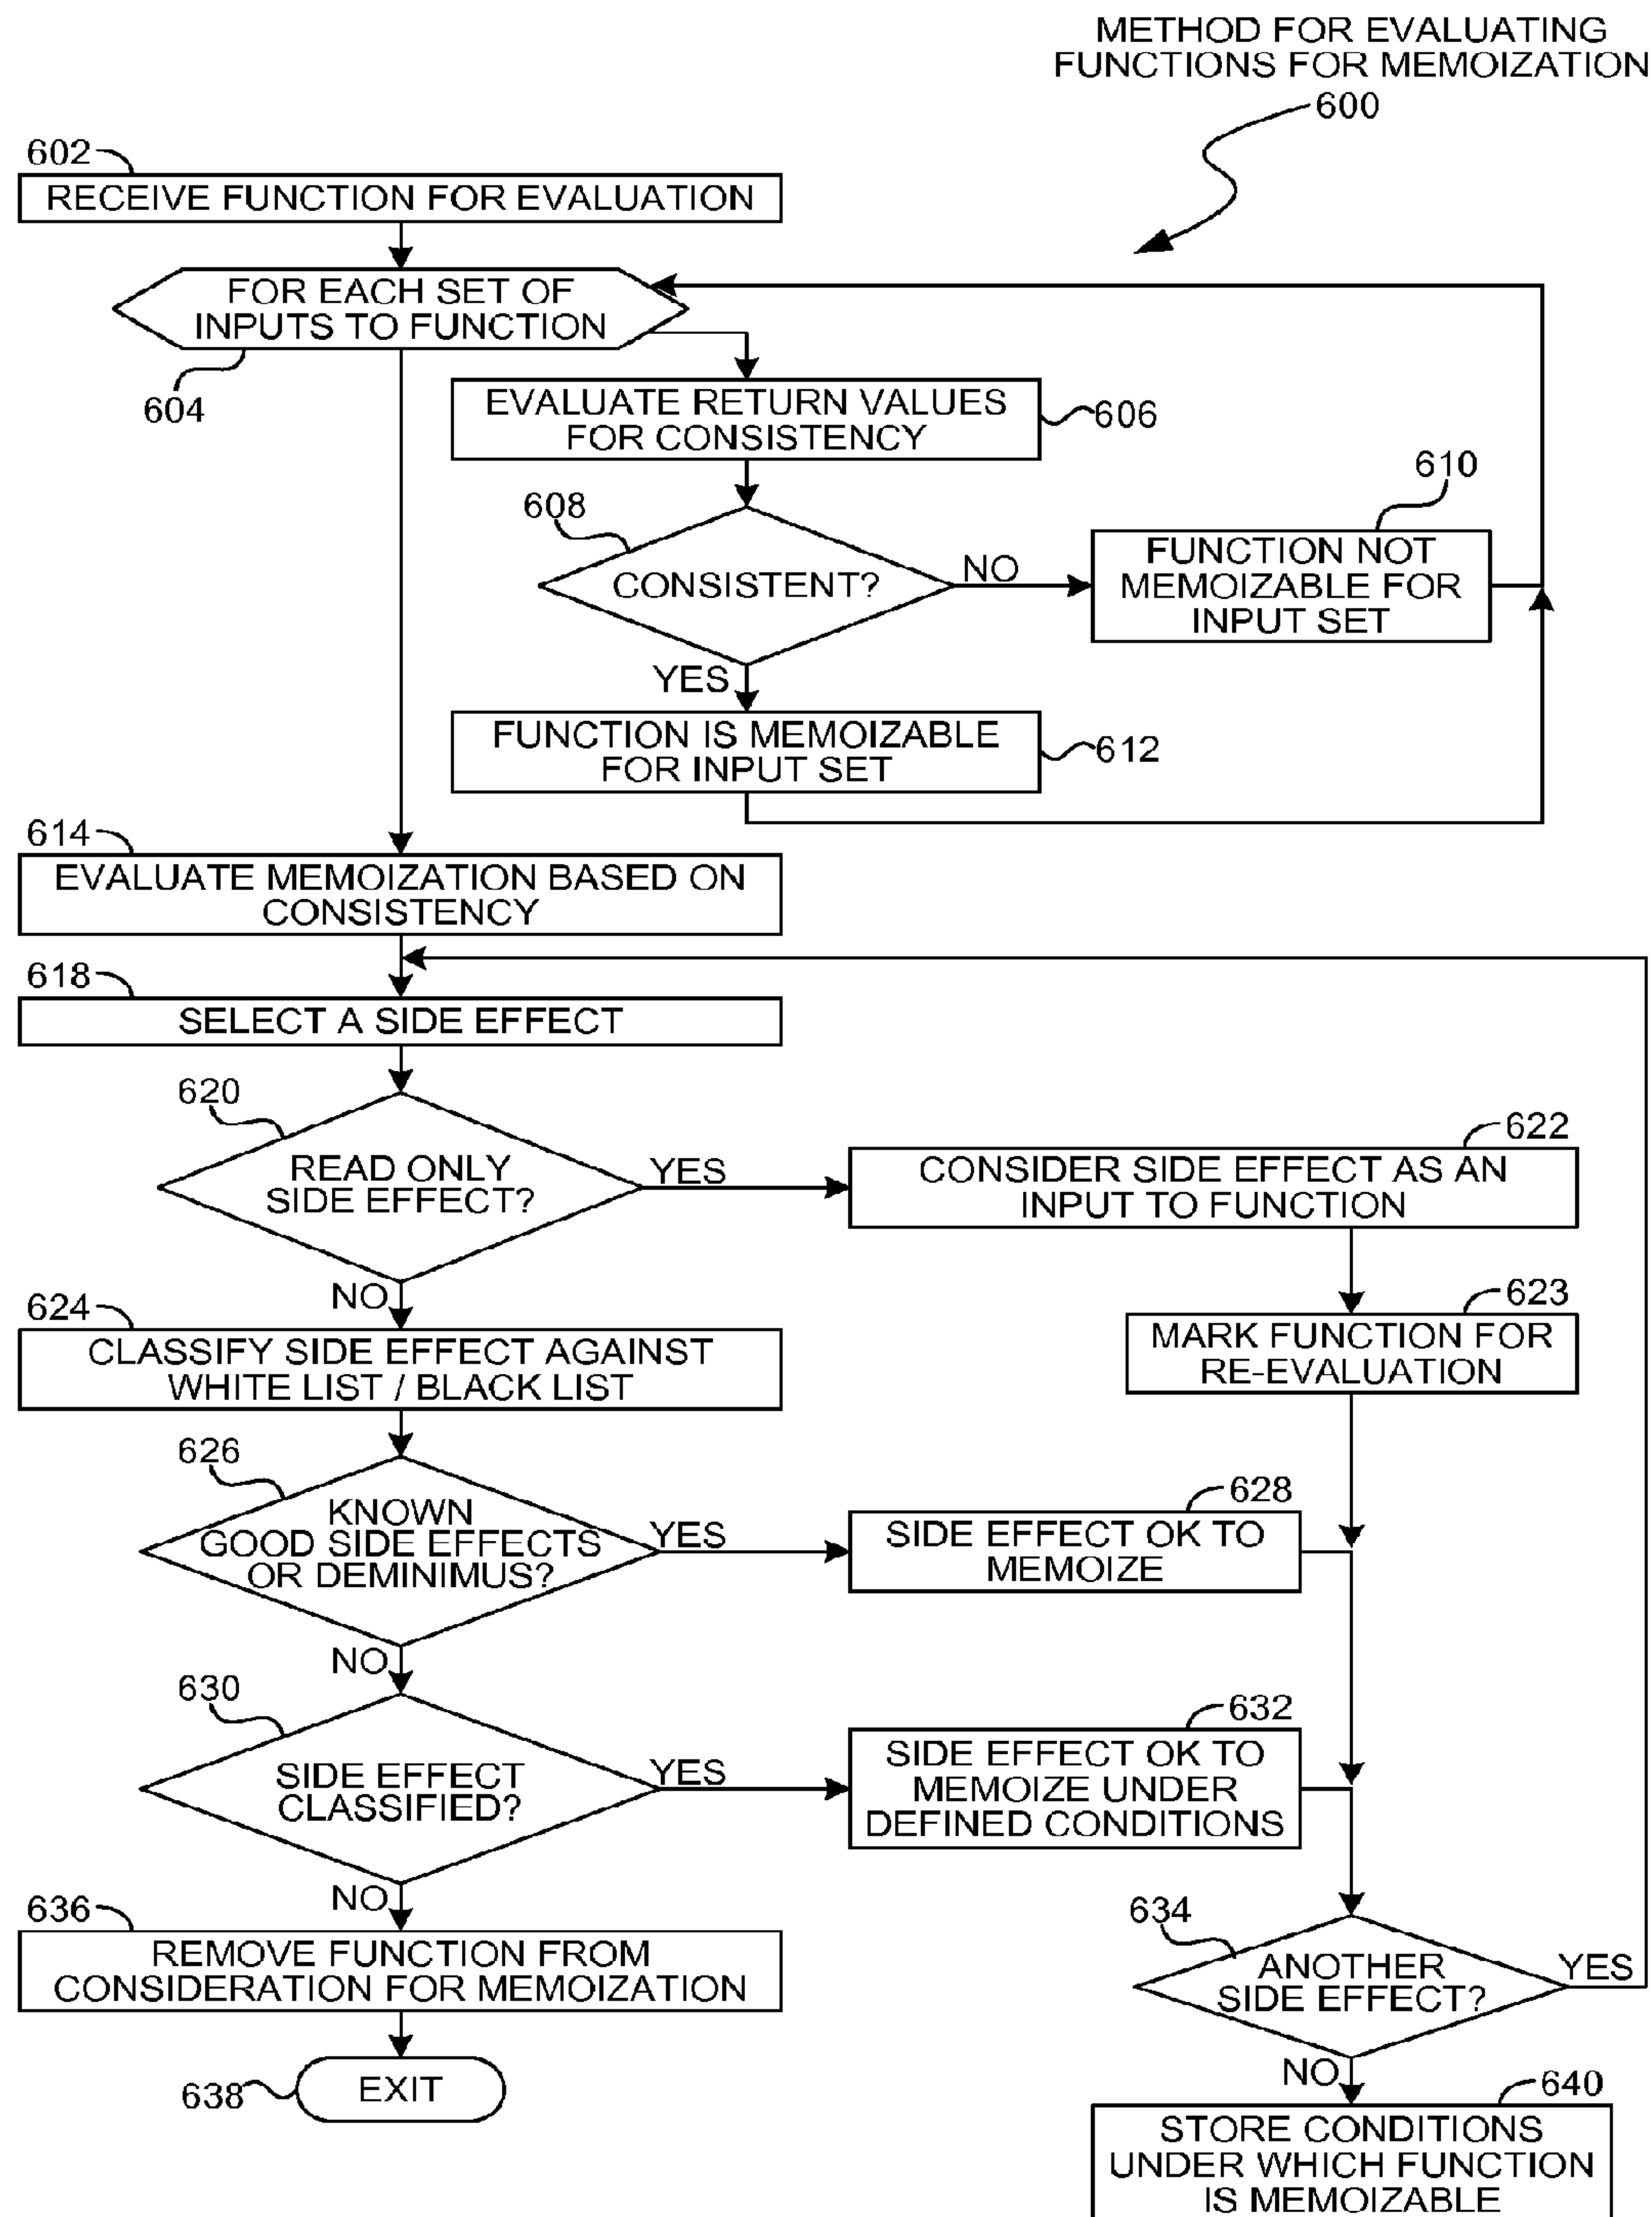 METHOD FOR EVALUATING
FUNCTIONS FOR MEMOIZATION
600
602
RECEIVE FUNCTION FOR EVALUATION
FOR EACH SET OF
INPUTS TO FUNCTION
604
EVALUATE RETURN VALUES
FOR CONSISTENCY
606
608
CONSISTENT?
NO
610
FUNCTION NOT
MEMOIZABLE FOR
INPUT SET
YES
FUNCTION IS MEMOIZABLE
FOR INPUT SET
612
614
EVALUATE MEMOIZATION BASED ON
CONSISTENCY
618
SELECT A SIDE EFFECT
620
READ ONLY
SIDE EFFECT?
YES
622
CONSIDER SIDE EFFECT AS AN
INPUT TO FUNCTION
NO
623
MARK FUNCTION FOR
RE-EVALUATION
624
CLASSIFY SIDE EFFECT AGAINST
WHITE LIST / BLACK LIST
626
KNOWN
GOOD SIDE EFFECTS
OR DEMINIMUS?
YES
628
SIDE EFFECT OK TO
MEMOIZE
NO
630
SIDE EFFECT
CLASSIFIED?
YES
632
SIDE EFFECT OK TO
MEMOIZE UNDER
DEFINED CONDITIONS
NO
634
ANOTHER
SIDE EFFECT?
YES
636
REMOVE FUNCTION FROM
CONSIDERATION FOR MEMOIZATION
638
EXIT
NO
640
STORE CONDITIONS
UNDER WHICH FUNCTION
IS MEMOIZABLE